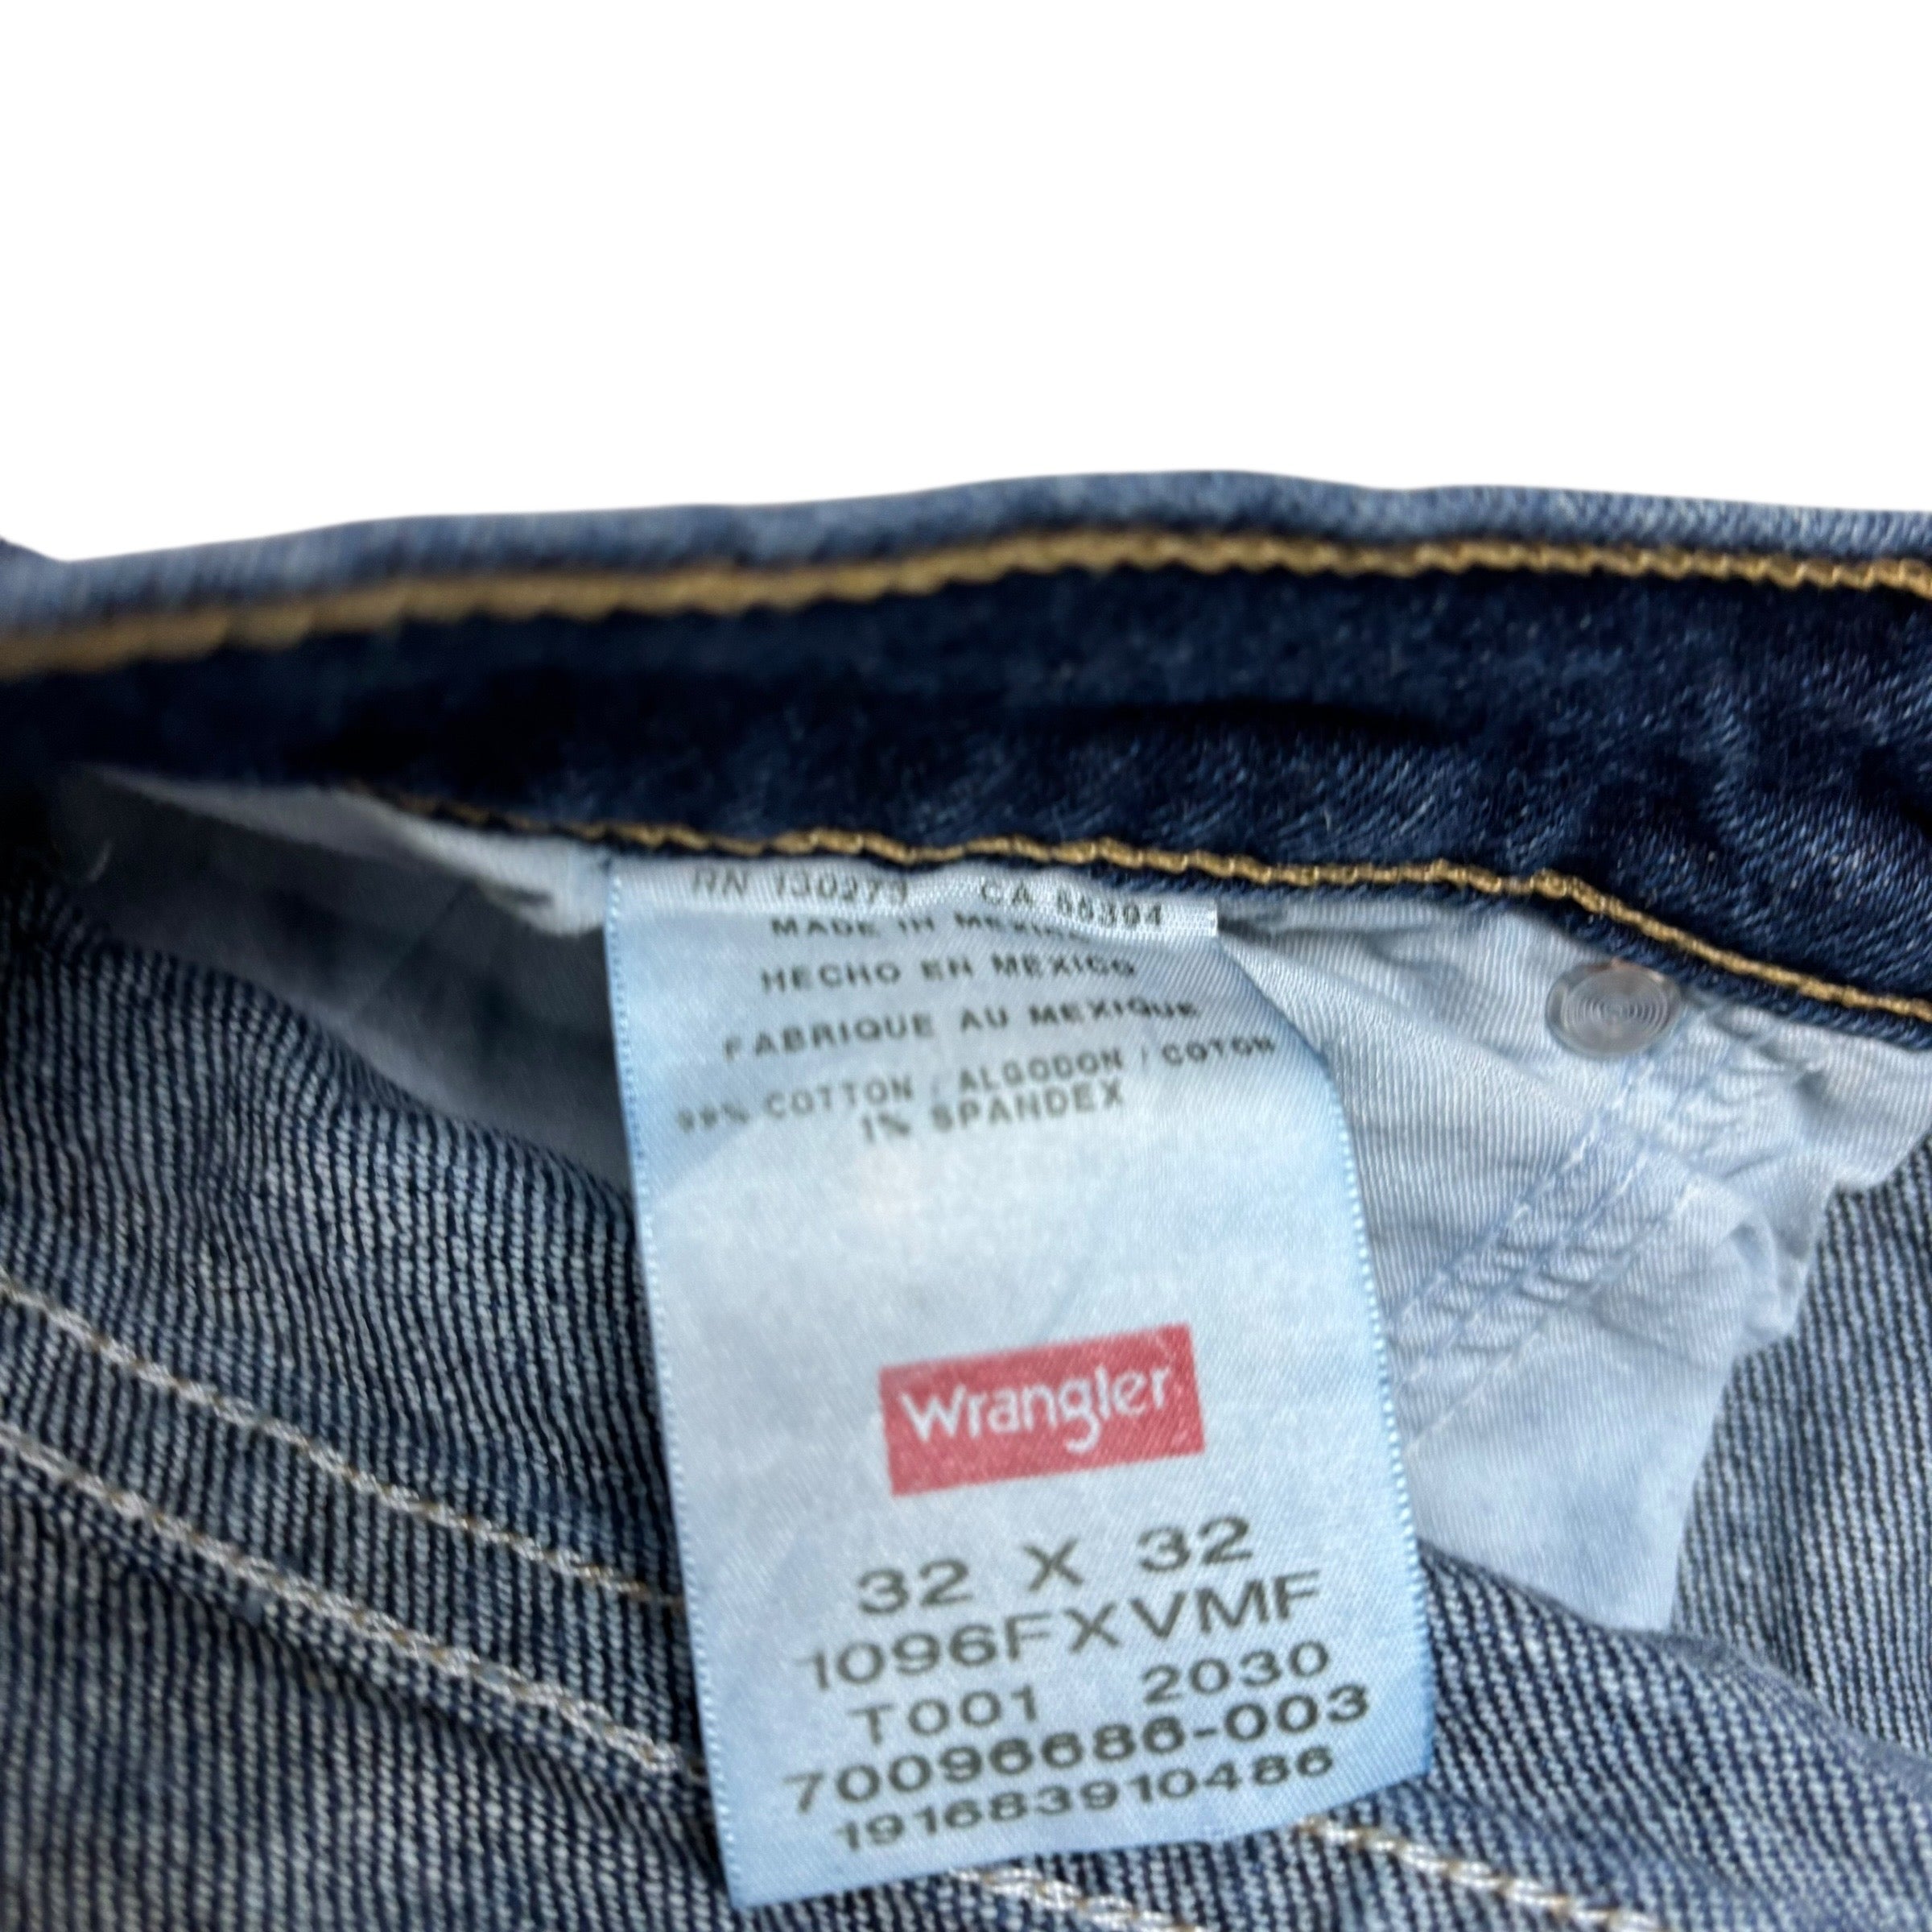 RN 130273 CA 55394
MADE IN MEXICO
HECHO EN MEXICO
FABRIQUE AU MEXIQUE
99% COTTON / ALGODON / COTON
1% SPANDEX
Wrangler
32 X 32
1096FXVMF
T001 2030
70096686-003
191683910486